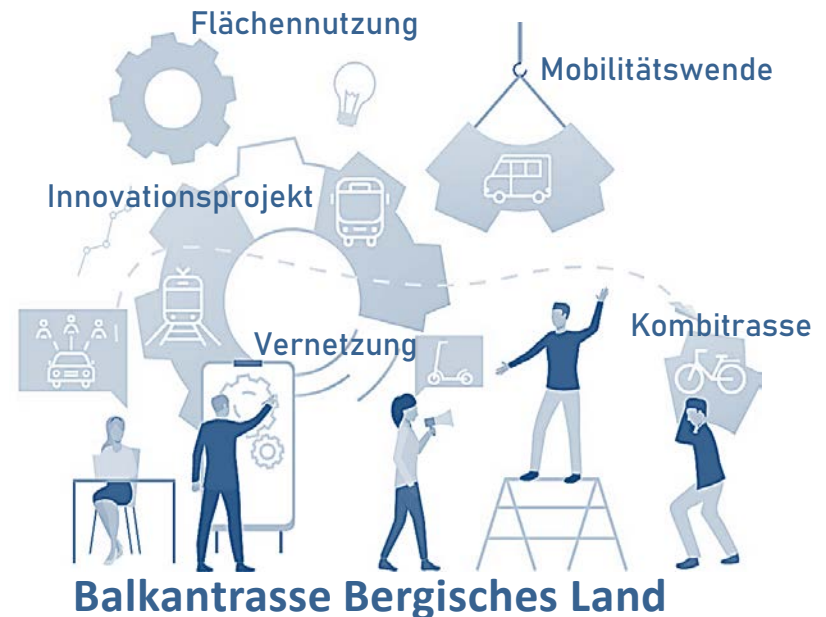 Flächennutzung
Mobilitätswende
Innovationsprojekt
Vernetzung
Kombitrasse
Balkantrasse Bergisches Land